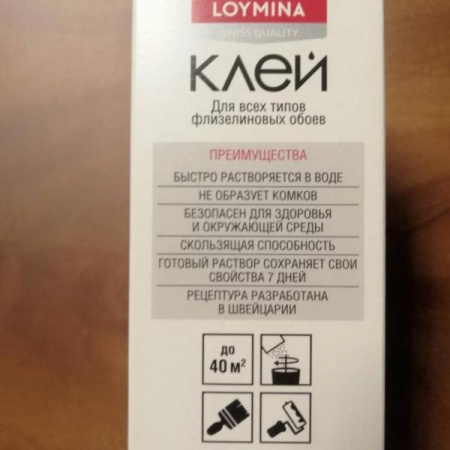 LOYMINA
SWISS QUALITY
клей
Для всех типов
флизелиновых обоев
ПРЕИМУЩЕСТВА
БЫСТРО РАСТВОРЯЕТСЯ В ВОДЕ
НЕ ОБРАЗУЕТ КОМКОВ
БЕЗОПАСЕН ДЛЯ ЗДОРОВЬЯ
И ОКРУЖАЮЩЕЙ СРЕДЫ
СКОЛЬЗЯЩАЯ СПОСОБНОСТЬ
ГОТОВЫЙ РАСТВОР СОХРАНЯЕТ СВОИ
СВОЙСТВА 7 ДНЕЙ
РЕЦЕПТУРА РАЗРАБОТАНА
В ШВЕЙЦАРИИ
до
40 м²